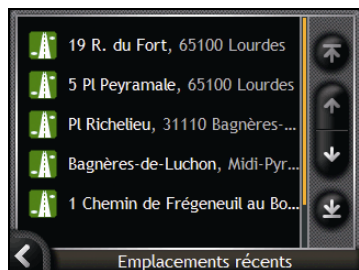 19 R. du Fort, 65100 Lourdes
5 Pl Peyramale, 65100 Lourdes
Pl Richelieu, 31110 Bagnères-...
Bagnères-de-Luchon, Midi-Pyr...
1 Chemin de Frégeneuil au Bo...
Emplacements récents